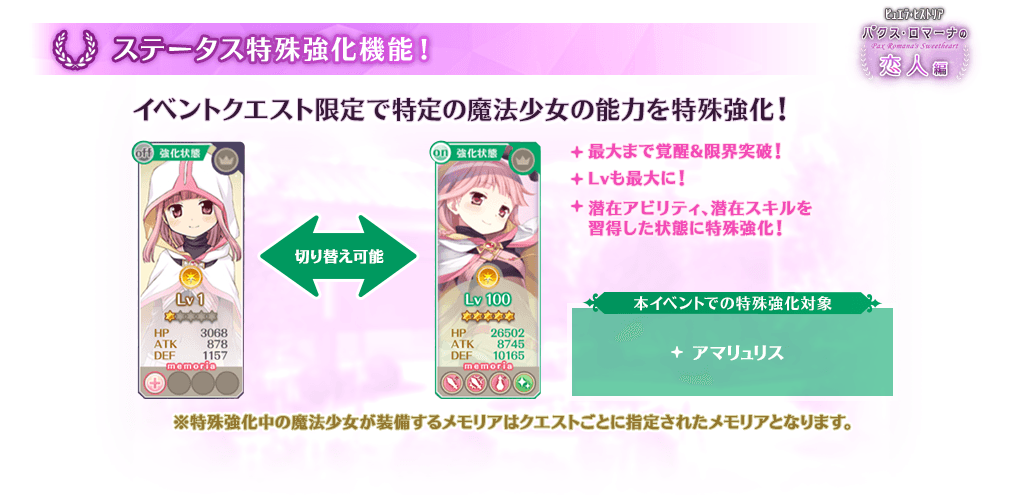 ステータス特殊強化機能!
ピュエラ・ヒストリア
パクス・ロマーナの
Pax Romana's Sweetheart
恋人編
イベントクエスト限定で特定の魔法少女の能力を特殊強化!
off 強化状態
Lv 1
HP 3068
ATK 878
DEF 1157
memoria
切り替え可能
on 強化状態
Lv 100
HP 26502
ATK 8745
DEF 10165
memoria
最大まで覚醒&限界突破!
Lvも最大に!
潜在アビリティ、潜在スキルを
習得した状態に特殊強化!
本イベントでの特殊強化対象
アマリュリス
※特殊強化中の魔法少女が装備するメモリアはクエストごとに指定されたメモリアとなります。